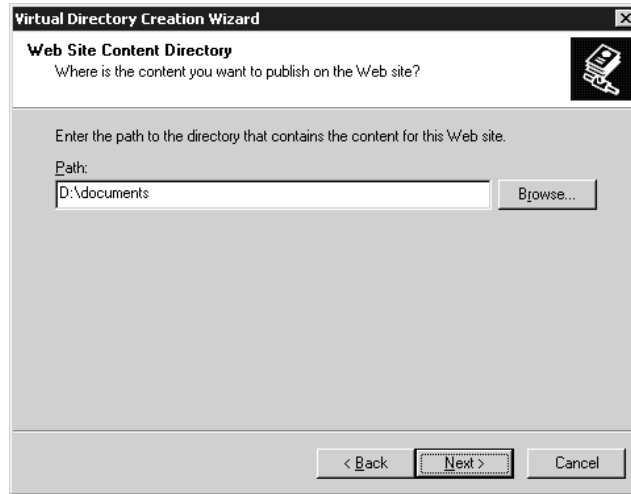 Virtual Directory Creation Wizard
Web Site Content Directory
Where is the content you want to publish on the Web site?
Enter the path to the directory that contains the content for this Web site.
Path:
D:\documents
Browse...
< Back
Next >
Cancel